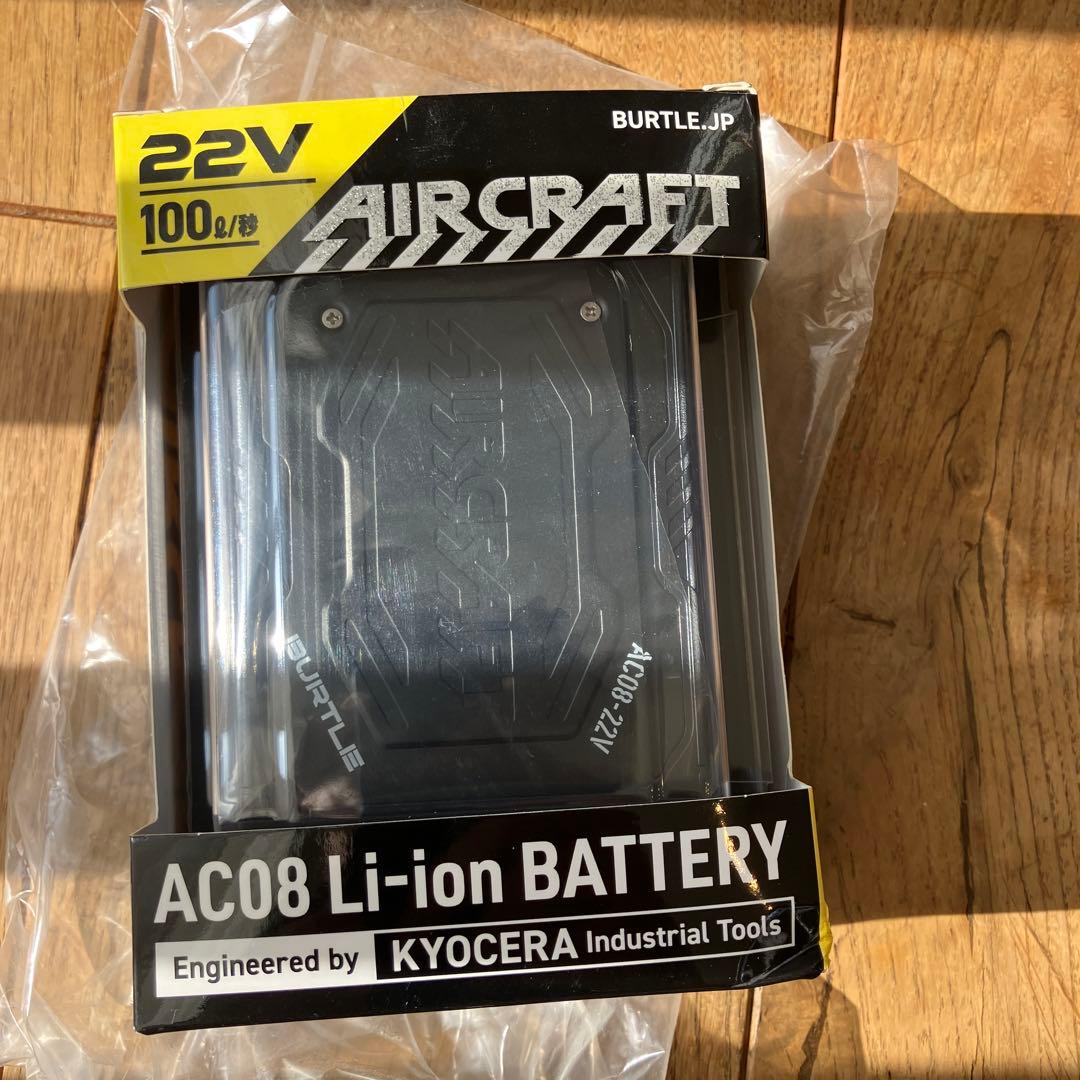 22V
100ℓ/秒
BURTLE.JP
AIRCRAFT
AIRCRAFT
BURTLE
AC08-22V
AC08 Li-ion BATTERY
Engineered by KYOCERA Industrial Tools